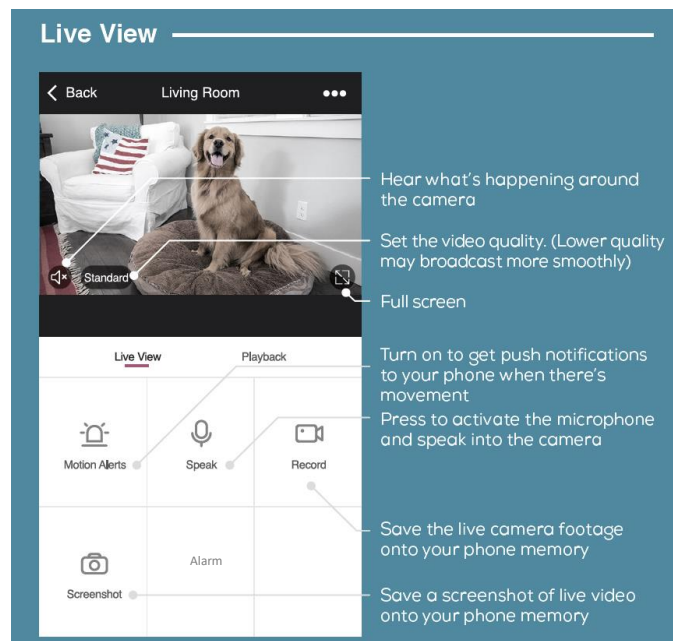 Live View
Back
Living Room
Hear what's happening around
the camera
Set the video quality. (Lower quality
may broadcast more smoothly)
Standard
Full screen
Live View
Playback
Turn on to get push notifications
to your phone when there's
movement
Press to activate the microphone
and speak into the camera
Motion Alerts
Speak
Record
Save the live camera footage
onto your phone memory
Alarm
Screenshot
Save a screenshot of live video
onto your phone memory